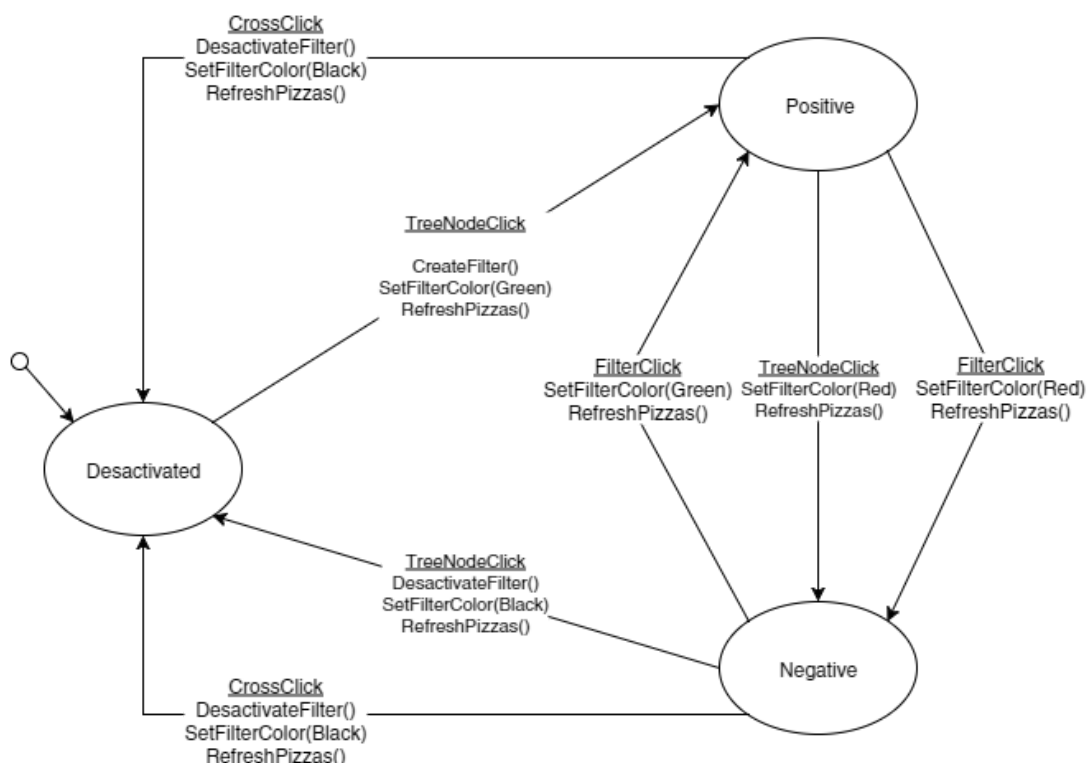 CrossClick
DesactivateFilter()
SetFilterColor(Black)
RefreshPizzas()
Positive
TreeNodeClick
CreateFilter()
SetFilterColor(Green)
RefreshPizzas()
FilterClick
SetFilterColor(Green)
RefreshPizzas()
TreeNodeClick
SetFilterColor(Red)
RefreshPizzas()
FilterClick
SetFilterColor(Red)
RefreshPizzas()
Desactivated
TreeNodeClick
DesactivateFilter()
SetFilterColor(Black)
RefreshPizzas()
Negative
CrossClick
DesactivateFilter()
SetFilterColor(Black)
RefreshPizzas()